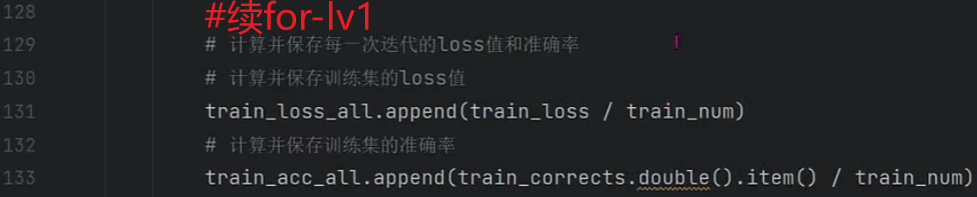 128
#续for-lv1
129 # 计算并保存每一次迭代的loss值和准确率
130 # 计算并保存训练集的loss值
131 train_loss_all.append(train_loss / train_num)
132 # 计算并保存训练集的准确率
133 train_acc_all.append(train_corrects.double().item() / train_num)